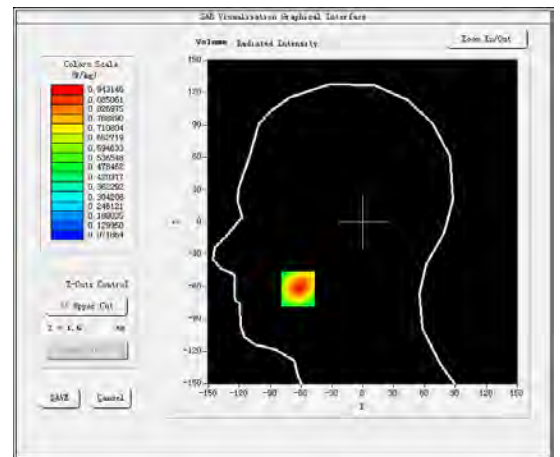 SAR Visualisation Graphical Interface
Volume Radiated Intensity
Zoom In/Out
Colors Scale
(W/kg)
0.943146
0.885061
0.826975
0.768890
0.710804
0.652719
0.594633
0.536548
0.478462
0.420377
0.362292
0.304206
0.246121
0.188035
0.129950
0.071864
150
120
90
60
30
0
-30
-60
-90
-120
-150
-150 -120 -90 -60 -30 0 30 60 90 120 150
Z-Cuts Control
Upper Cut
SAVE
Cancel